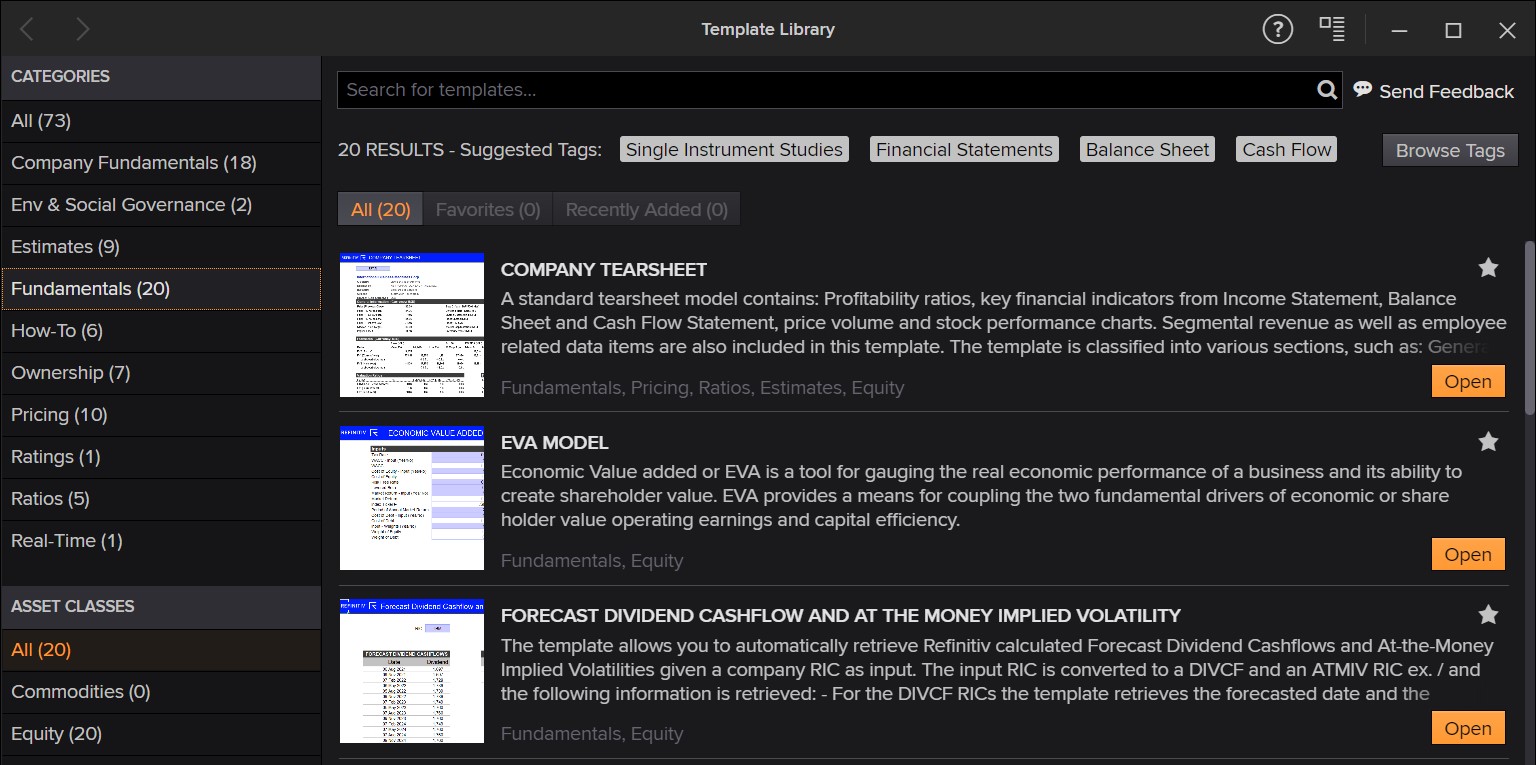 Template Library
CATEGORIES
All (73)
Company Fundamentals (18)
Env & Social Governance (2)
Estimates (9)
Fundamentals (20)
How-To (6)
Ownership (7)
Pricing (10)
Ratings (1)
Ratios (5)
Real-Time (1)
ASSET CLASSES
All (20)
Commodities (0)
Equity (20)
Search for templates...
Send Feedback
20 RESULTS - Suggested Tags: Single Instrument Studies Financial Statements Balance Sheet Cash Flow Browse Tags
All (20) Favorites (0) Recently Added (0)
COMPANY TEARSHEET
COMPANY TEARSHEET
A standard tearsheet model contains: Profitability ratios, key financial indicators from Income Statement, Balance
Sheet and Cash Flow Statement, price volume and stock performance charts. Segmental revenue as well as employee
related data items are also included in this template. The template is classified into various sections, such as: Genera
Fundamentals, Pricing, Ratios, Estimates, Equity
Open
REFINITIV ECONOMIC VALUE ADDED
Inputs
Tax Rate
EVA MODEL
Economic Value added or EVA is a tool for gauging the real economic performance of a business and its ability to
create shareholder value. EVA provides a means for coupling the two fundamental drivers of economic or share
holder value operating earnings and capital efficiency.
Fundamentals, Equity
Open
REFINITIV Forecast Dividend Cashflow an
FORECAST DIVIDEND CASHFLOWS
Date Dividend
FORECAST DIVIDEND CASHFLOW AND AT THE MONEY IMPLIED VOLATILITY
The template allows you to automatically retrieve Refinitiv calculated Forecast Dividend Cashflows and At-the-Money
Implied Volatilities given a company RIC as input. The input RIC is converted to a DIVCF and an ATMIV RIC ex. / and
the following information is retrieved: - For the DIVCF RICs the template retrieves the forecasted date and the
Fundamentals, Equity
Open